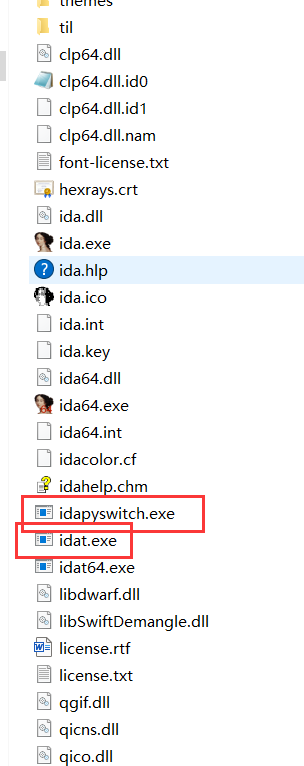 themes
til
clp64.dll
clp64.dll.id0
clp64.dll.id1
clp64.dll.nam
font-license.txt
hexrays.crt
ida.dll
ida.exe
ida.hlp
ida.ico
ida.int
ida.key
ida64.dll
ida64.exe
ida64.int
idacolor.cf
idahelp.chm
idapyswitch.exe
idat.exe
idat64.exe
libdwarf.dll
libSwiftDemangle.dll
license.rtf
license.txt
qgif.dll
qicns.dll
qico.dll